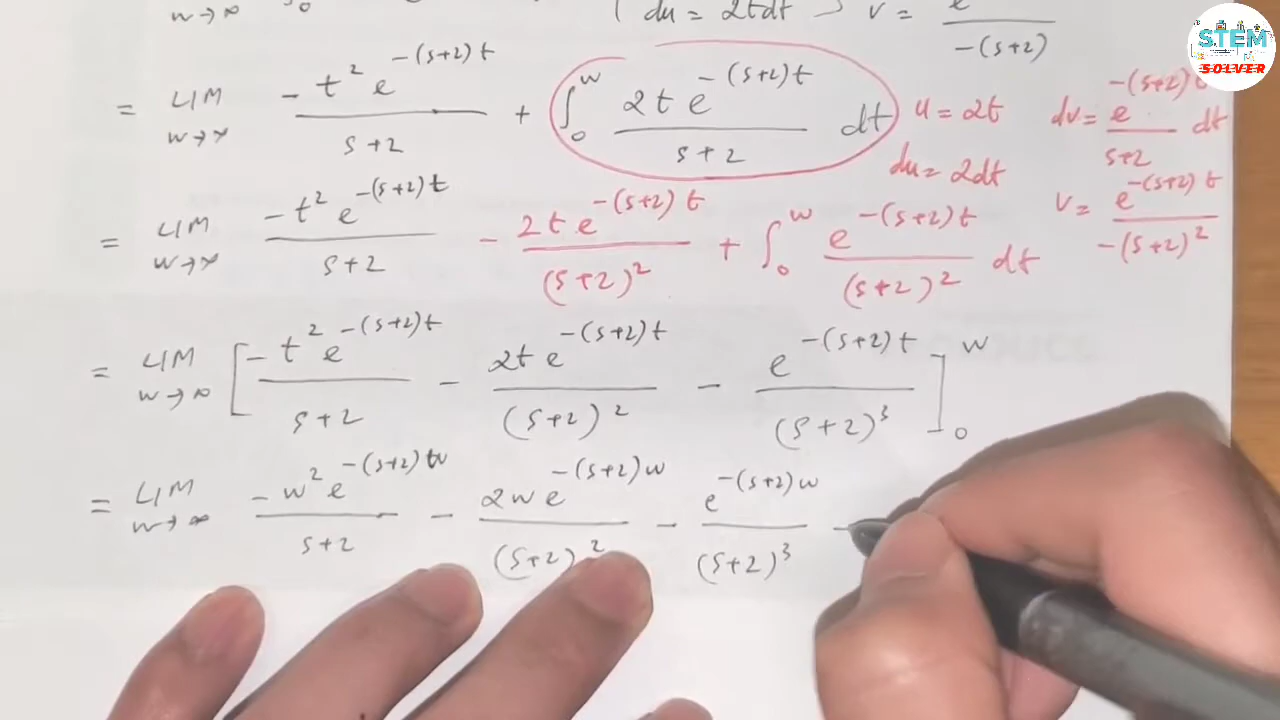 STEM
SOLVER
w→∞ ∫₀ ( du = 2tdt → v = e / -(s+2)
= LIM w→∞ -t² e^{-(s+2)t} / s+2 + ∫₀^w 2t e^{-(s+2)t} / s+2 dt u = 2t dv = e^{-(s+2)t} / s+2 dt
du = 2dt
= LIM w→∞ -t² e^{-(s+2)t} / s+2 - 2t e^{-(s+2)t} / (s+2)² + ∫₀^w e^{-(s+2)t} / (s+2)² dt v = e^{-(s+2)t} / -(s+2)²
= LIM w→∞ [ -t² e^{-(s+2)t} / s+2 - 2t e^{-(s+2)t} / (s+2)² - e^{-(s+2)t} / (s+2)³ ]₀^w
= LIM w→∞ -w² e^{-(s+2)w} / s+2 - 2w e^{-(s+2)w} / (s+2)² - e^{-(s+2)w} / (s+2)³ -